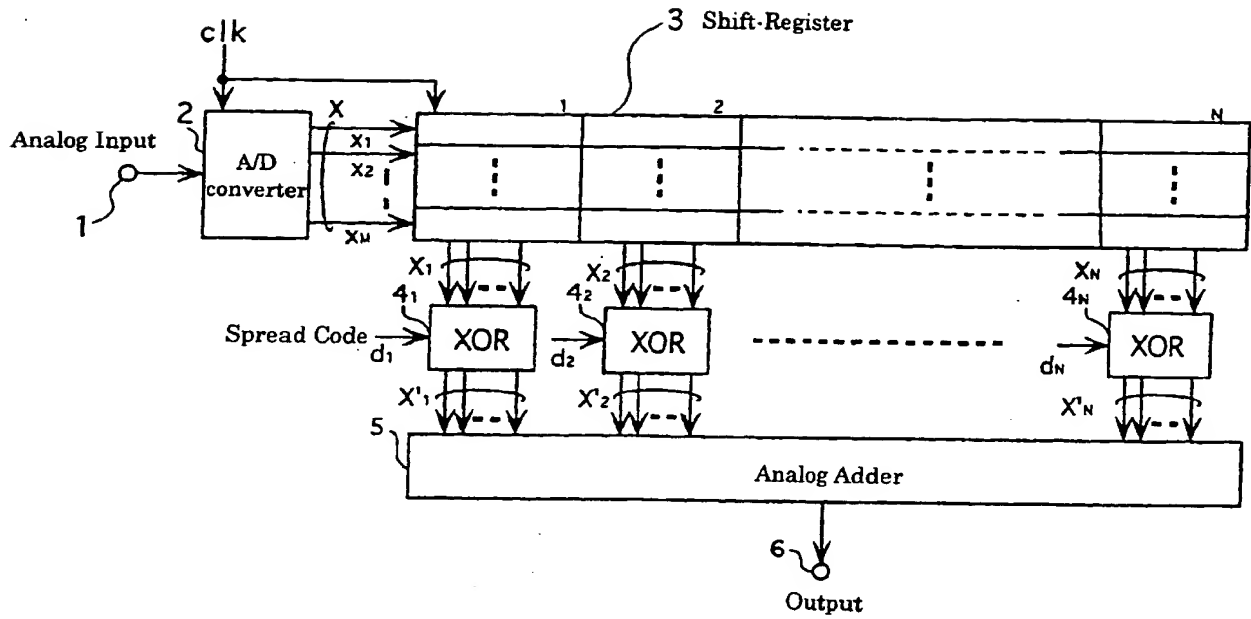 3 Shift-Register
clk
2
X
1
2
N
Analog Input
A/D
converter
x1
x2
xM
1
X1
X2
XN
41
42
4N
Spread Code
d1
XOR
d2
XOR
dN
XOR
X'1
X'2
X'N
5
Analog Adder
6
Output